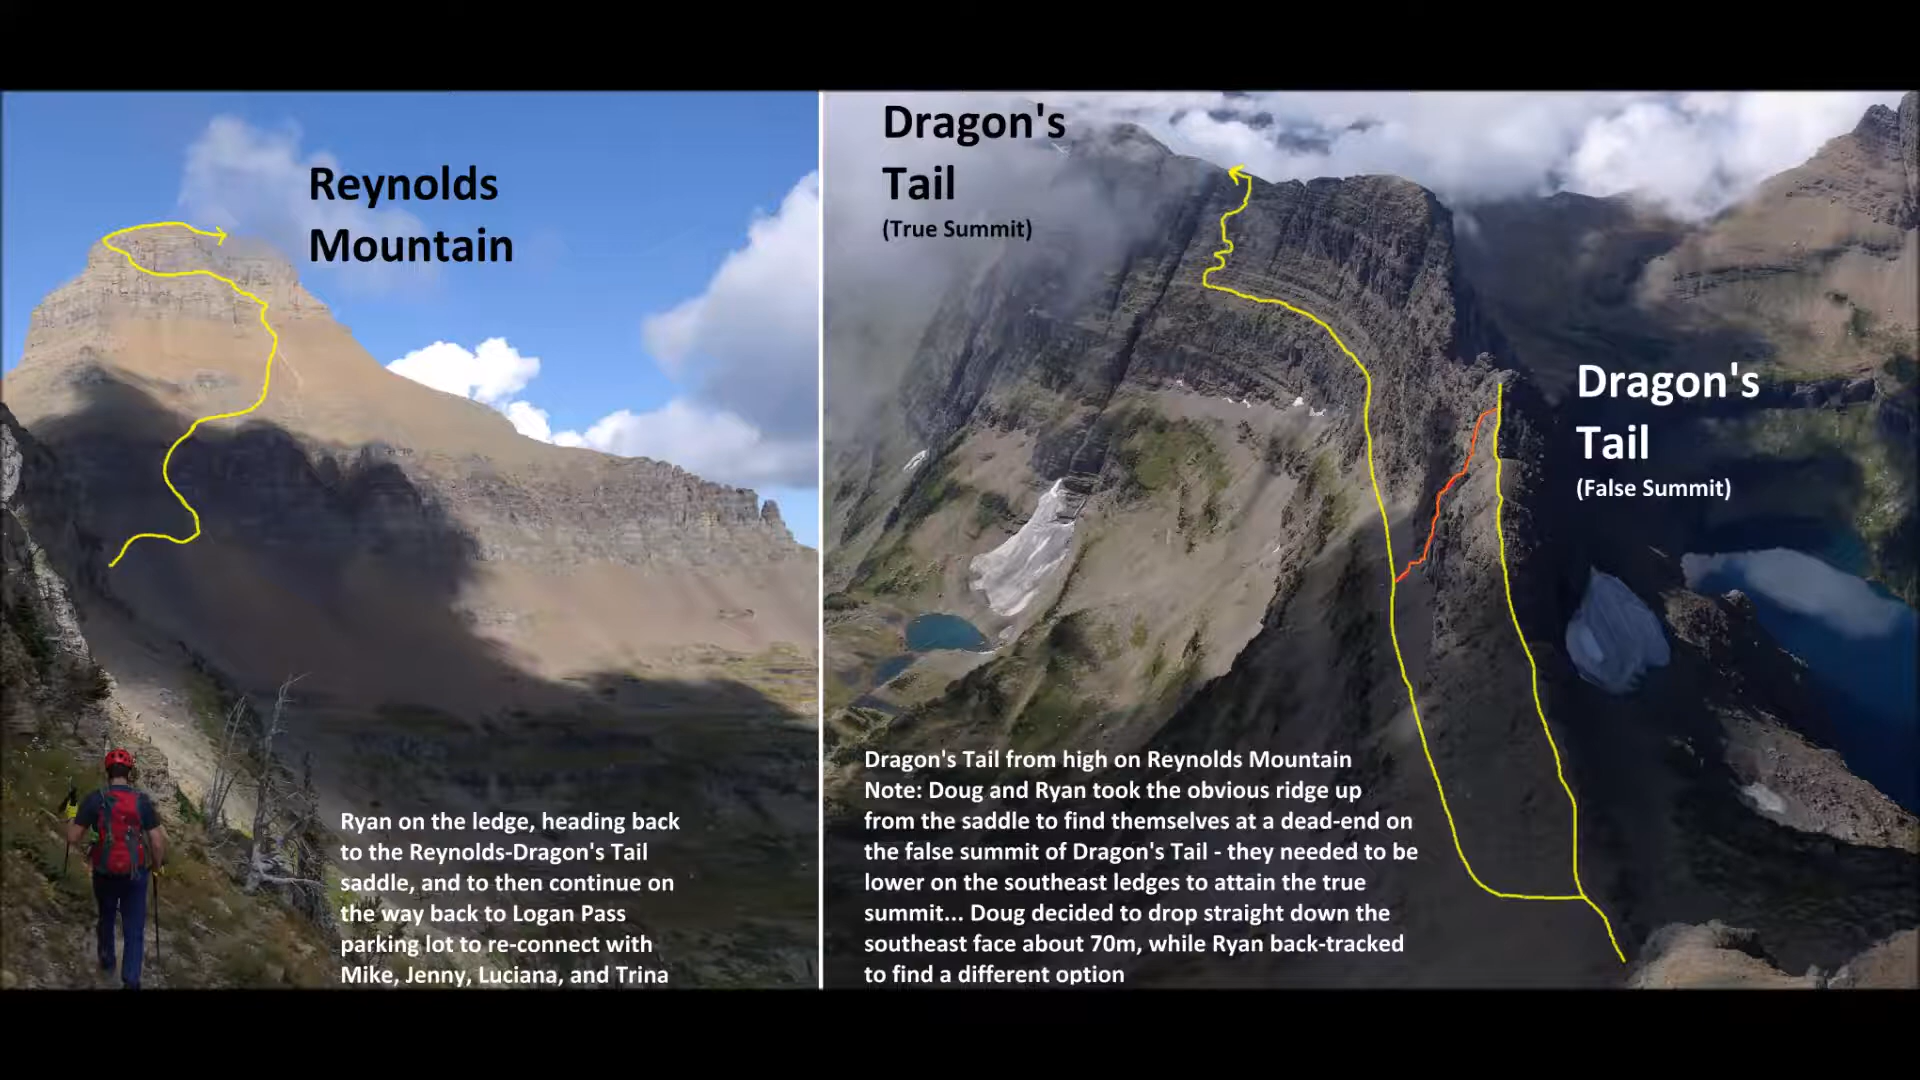 Reynolds
Mountain
Ryan on the ledge, heading back
to the Reynolds-Dragon's Tail
saddle, and to then continue on
the way back to Logan Pass
parking lot to re-connect with
Mike, Jenny, Luciana, and Trina
Dragon's
Tail
(True Summit)
Dragon's
Tail
(False Summit)
Dragon's Tail from high on Reynolds Mountain
Note: Doug and Ryan took the obvious ridge up
from the saddle to find themselves at a dead-end on
the false summit of Dragon's Tail - they needed to be
lower on the southeast ledges to attain the true
summit... Doug decided to drop straight down the
southeast face about 70m, while Ryan back-tracked
to find a different option